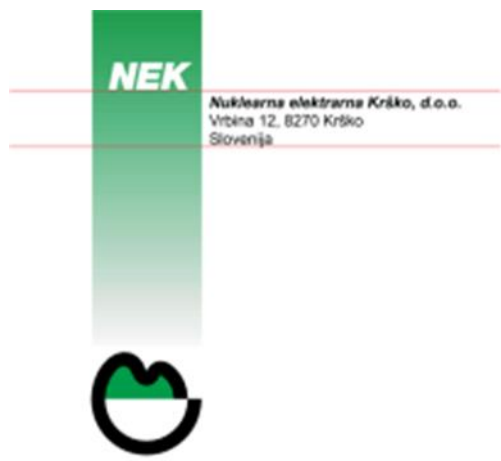 NEK
Nuklearna elektrarna Krško, d.o.o.
Vrbina 12, 8270 Krško
Slovenija